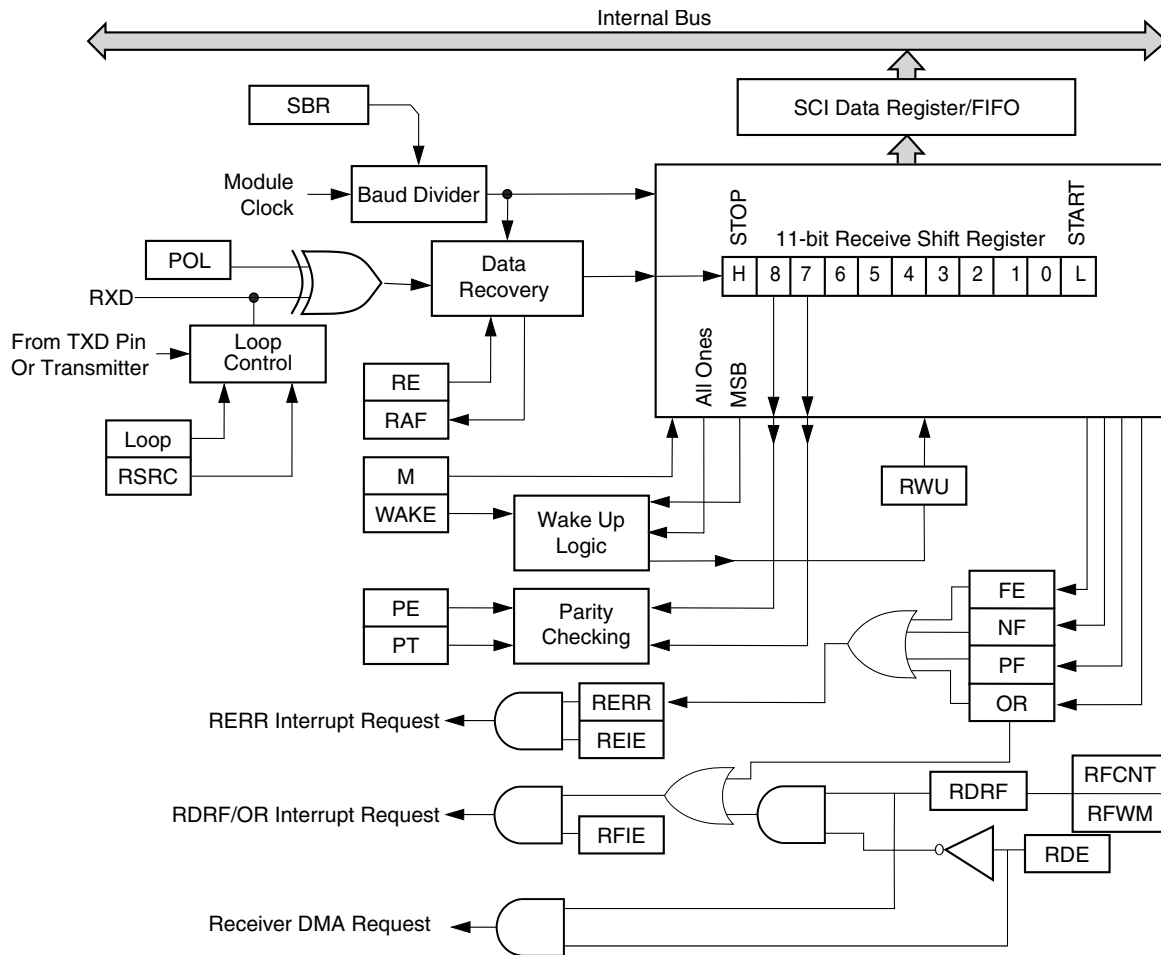 Internal Bus
SCI Data Register/FIFO
SBR
Module
Clock
Baud Divider
STOP
START
11-bit Receive Shift Register
H 8 7 6 5 4 3 2 1 0 L
POL
RXD
Data
Recovery
From TXD Pin
Or Transmitter
Loop
Control
All Ones
MSB
RE
RAF
Loop
RSRC
M
WAKE
RWU
Wake Up
Logic
PE
PT
Parity
Checking
FE
NF
PF
OR
RERR
REIE
RERR Interrupt Request
RDRF
RFCNT
RFWM
RDRF/OR Interrupt Request
RFIE
RDE
Receiver DMA Request